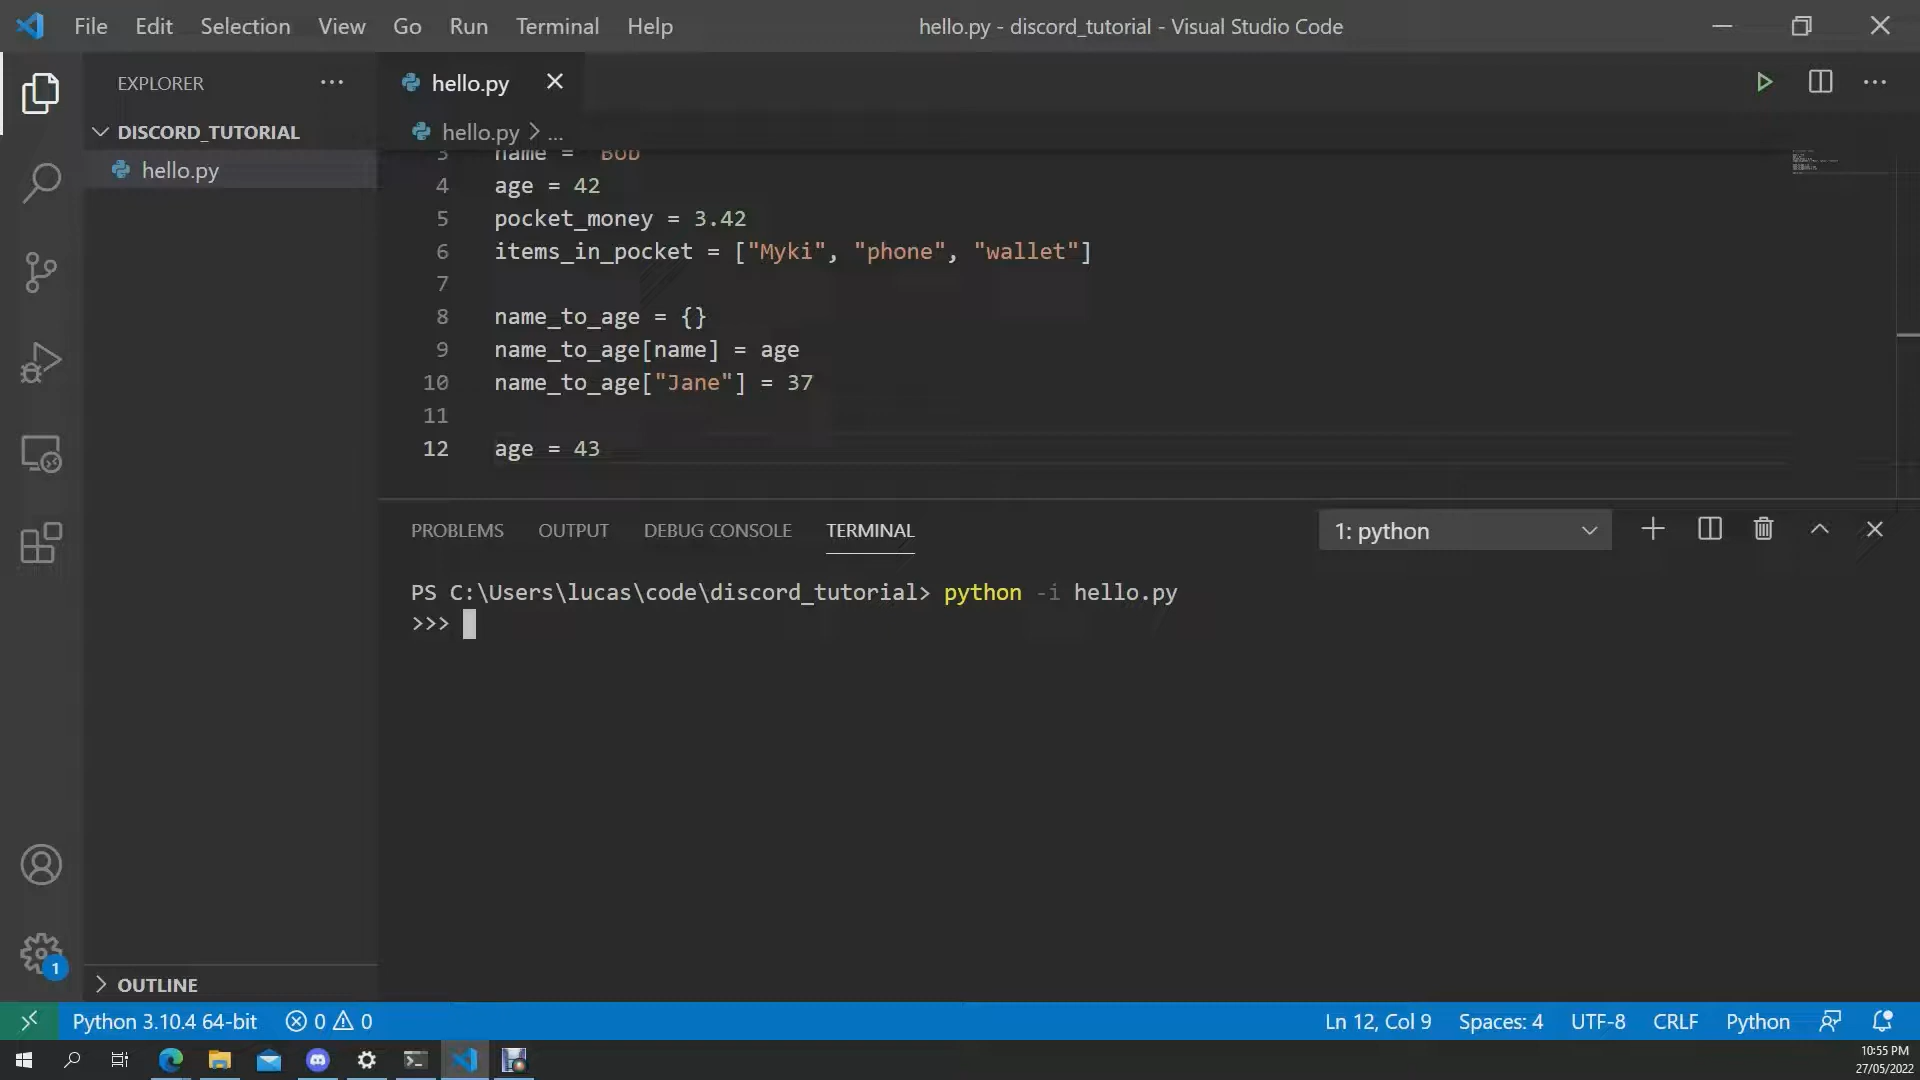 File Edit Selection View Go Run Terminal Help
hello.py - discord_tutorial - Visual Studio Code
EXPLORER
hello.py
DISCORD_TUTORIAL
hello.py > ...
hello.py
3 name = "Bob"
4 age = 42
5 pocket_money = 3.42
6 items_in_pocket = ["Myki", "phone", "wallet"]
7
8 name_to_age = {}
9 name_to_age[name] = age
10 name_to_age["Jane"] = 37
11
12 age = 43
PROBLEMS OUTPUT DEBUG CONSOLE TERMINAL
1: python
PS C:\Users\lucas\code\discord_tutorial> python -i hello.py
>>>
1
OUTLINE
Python 3.10.4 64-bit 0 0
Ln 12, Col 9 Spaces: 4 UTF-8 CRLF Python
10:55 PM
27/05/2022